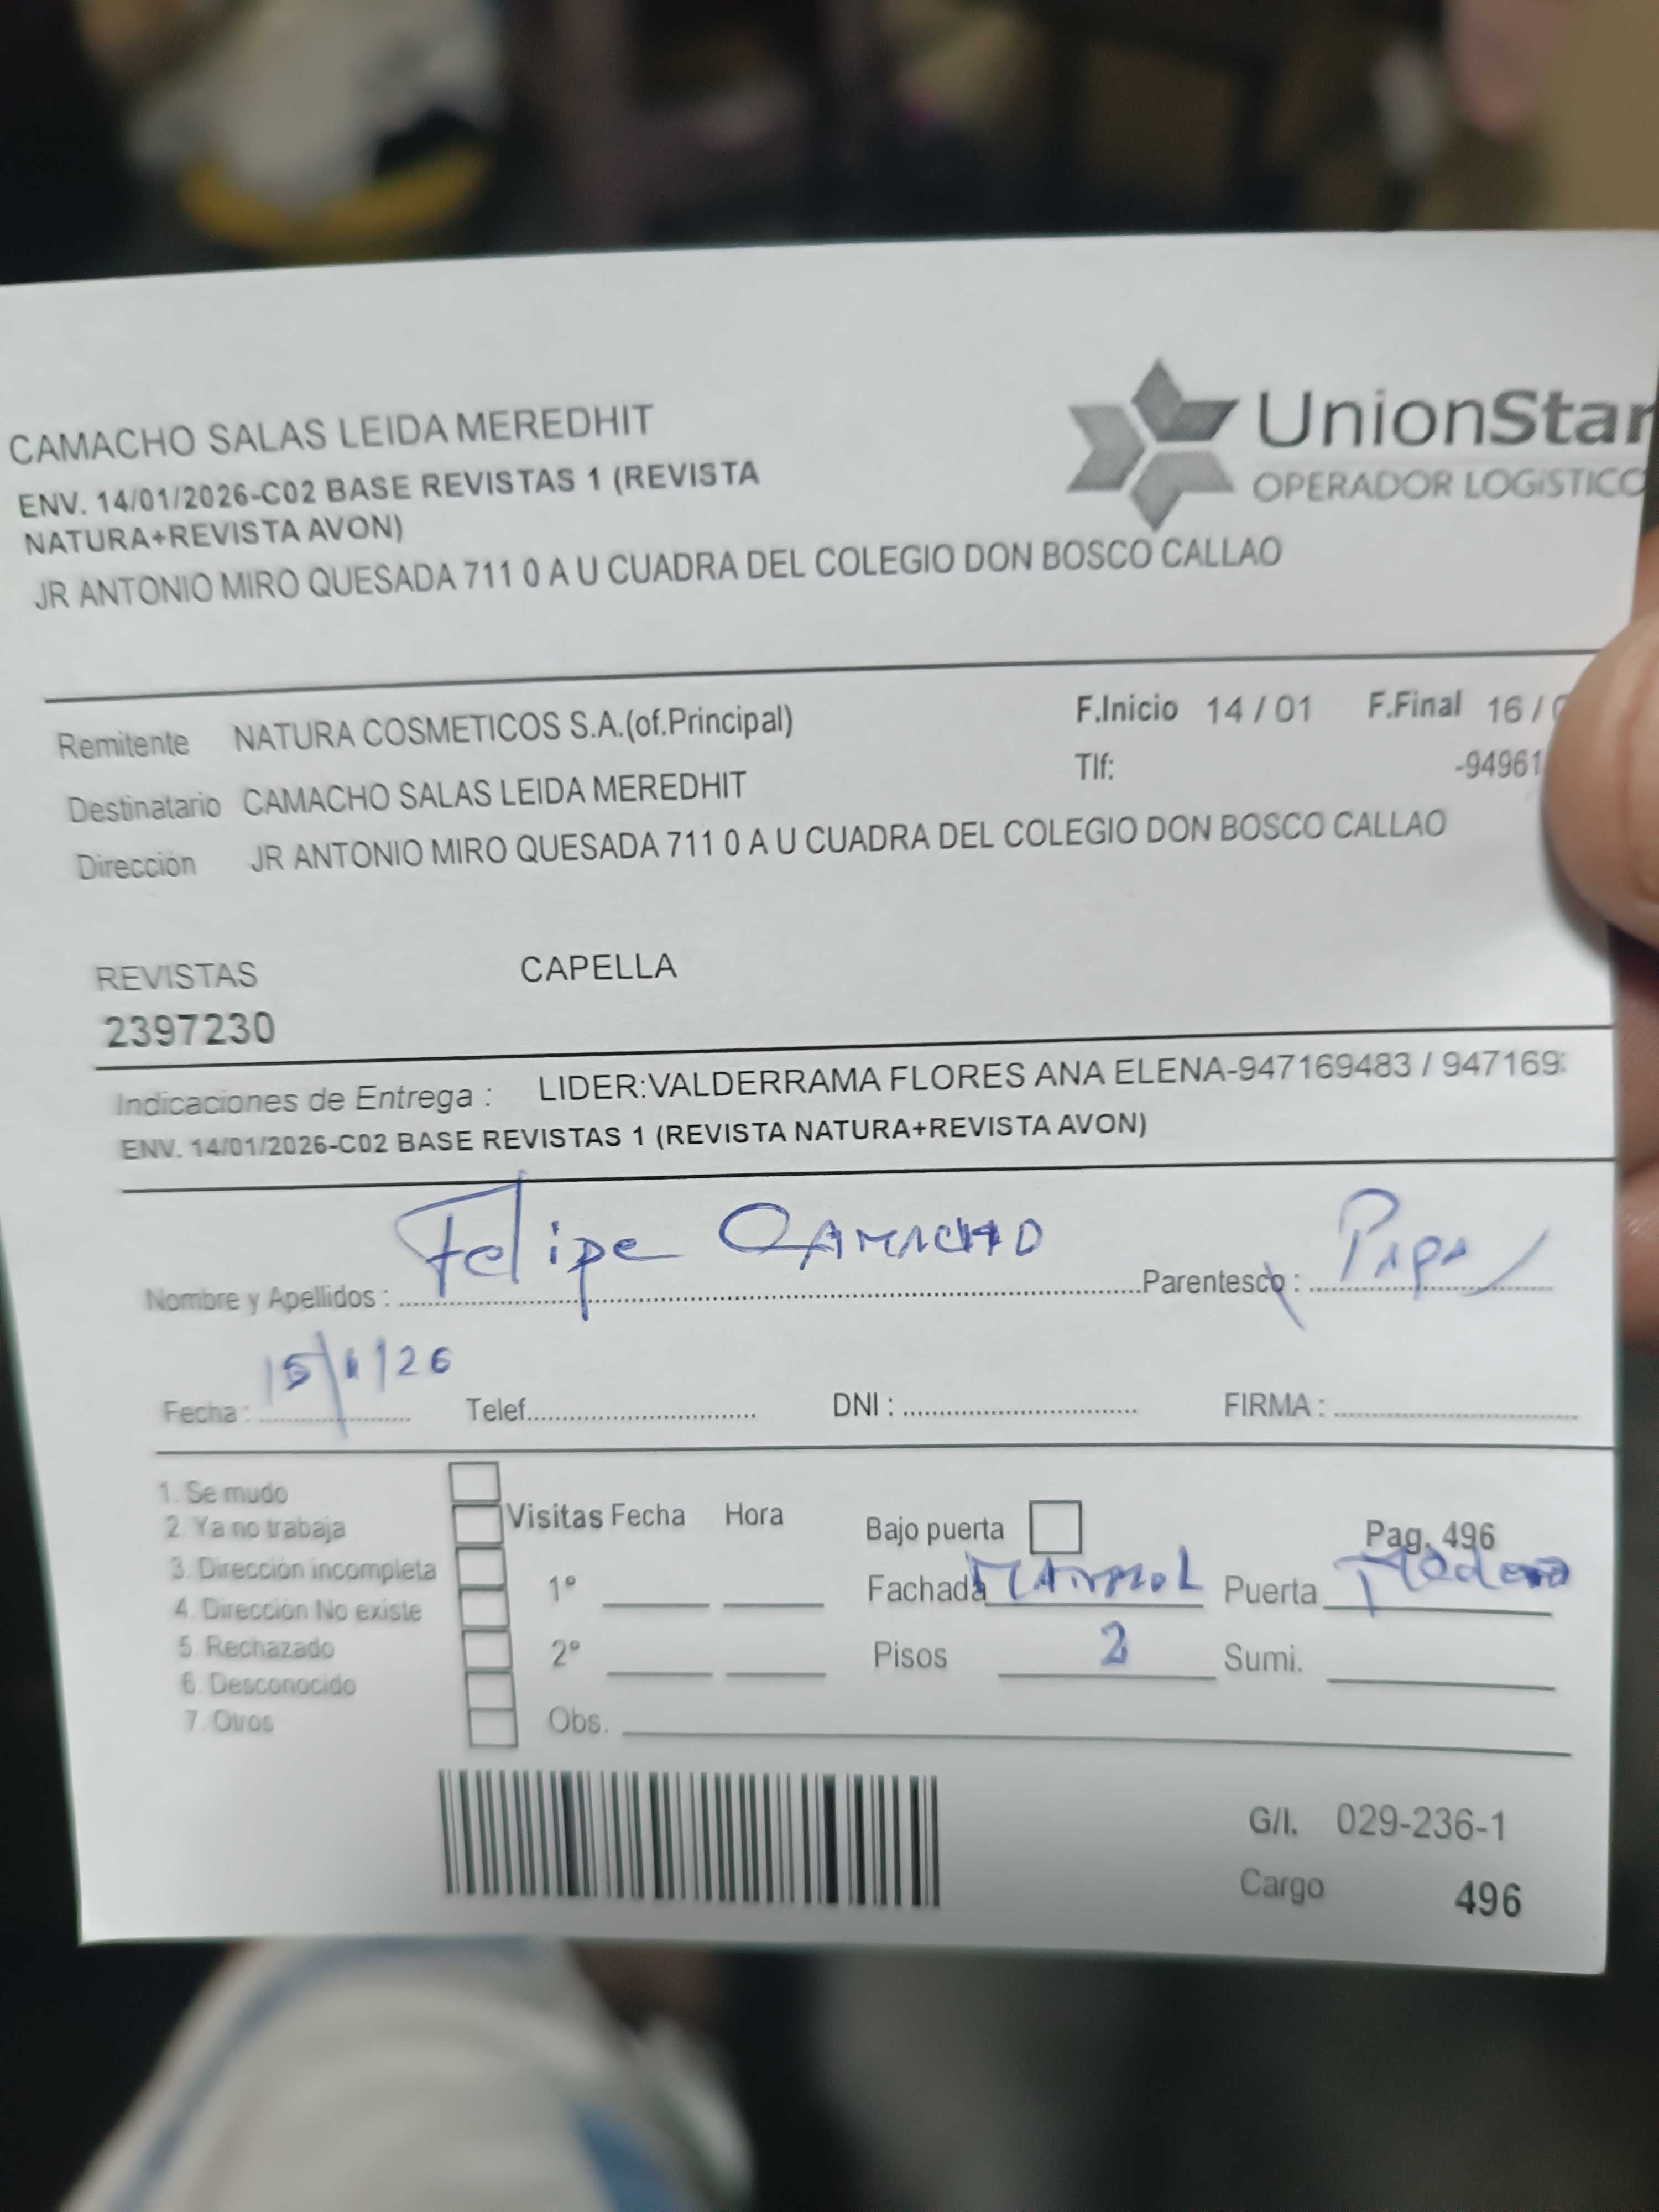 CAMACHO SALAS LEIDA MEREDHIT
UnionStar
OPERADOR LOGÍSTICO
ENV. 14/01/2026-C02 BASE REVISTAS 1 (REVISTA
NATURA+REVISTA AVON)
JR ANTONIO MIRO QUESADA 711 0 A U CUADRA DEL COLEGIO DON BOSCO CALLAO
Remitente NATURA COSMETICOS S.A.(of.Principal) F.Inicio 14 / 01 F.Final 16 /
Tlf: -94961
Destinatario CAMACHO SALAS LEIDA MEREDHIT
Dirección JR ANTONIO MIRO QUESADA 711 0 A U CUADRA DEL COLEGIO DON BOSCO CALLAO
REVISTAS CAPELLA
2397230
Indicaciones de Entrega : LIDER:VALDERRAMA FLORES ANA ELENA-947169483 / 947169
ENV. 14/01/2026-C02 BASE REVISTAS 1 (REVISTA NATURA+REVISTA AVON)
Nombre y Apellidos : Felipe CAMACHO Parentesco : Papa
Fecha : 15/1/26 Telef. DNI : FIRMA :
1. Se mudo
2. Ya no trabaja
3. Dirección incompleta
4. Dirección No existe
5. Rechazado
6. Desconocido
7. Otros
Visitas Fecha Hora
1°
2°
Obs.
Bajo puerta Pag. 496
Fachada Puerta
Pisos 2 Sumi.
G/I. 029-236-1
Cargo 496